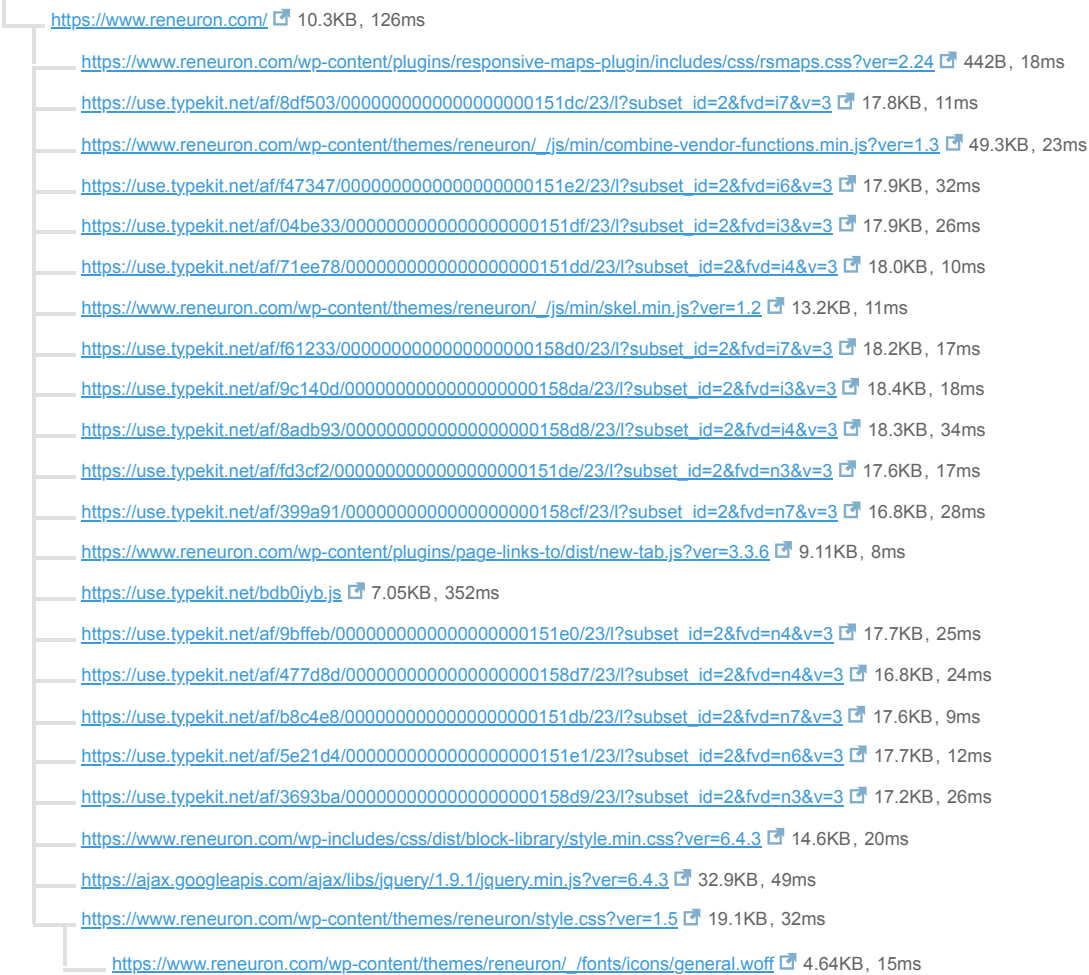 https://www.reneuron.com/ 10.3KB, 126ms
https://www.reneuron.com/wp-content/plugins/responsive-maps-plugin/includes/css/rsmaps.css?ver=2.24 442B, 18ms
https://use.typekit.net/af/8df503/0000000000000000000151dc/23/l?subset_id=2&fvd=i7&v=3 17.8KB, 11ms
https://www.reneuron.com/wp-content/themes/reneuron/_/js/min/combine-vendor-functions.min.js?ver=1.3 49.3KB, 23ms
https://use.typekit.net/af/f47347/0000000000000000000151e2/23/l?subset_id=2&fvd=i6&v=3 17.9KB, 32ms
https://use.typekit.net/af/04be33/0000000000000000000151df/23/l?subset_id=2&fvd=i3&v=3 17.9KB, 26ms
https://use.typekit.net/af/71ee78/0000000000000000000151dd/23/l?subset_id=2&fvd=i4&v=3 18.0KB, 10ms
https://www.reneuron.com/wp-content/themes/reneuron/_/js/min/skel.min.js?ver=1.2 13.2KB, 11ms
https://use.typekit.net/af/f61233/0000000000000000000158d0/23/l?subset_id=2&fvd=i7&v=3 18.2KB, 17ms
https://use.typekit.net/af/9c140d/0000000000000000000158da/23/l?subset_id=2&fvd=i3&v=3 18.4KB, 18ms
https://use.typekit.net/af/8adb93/0000000000000000000158d8/23/l?subset_id=2&fvd=i4&v=3 18.3KB, 34ms
https://use.typekit.net/af/fd3cf2/0000000000000000000151de/23/l?subset_id=2&fvd=n3&v=3 17.6KB, 17ms
https://use.typekit.net/af/399a91/0000000000000000000158cf/23/l?subset_id=2&fvd=n7&v=3 16.8KB, 28ms
https://www.reneuron.com/wp-content/plugins/page-links-to/dist/new-tab.js?ver=3.3.6 9.11KB, 8ms
https://use.typekit.net/bdb0iyb.js 7.05KB, 352ms
https://use.typekit.net/af/9bffeb/0000000000000000000151e0/23/l?subset_id=2&fvd=n4&v=3 17.7KB, 25ms
https://use.typekit.net/af/477d8d/0000000000000000000158d7/23/l?subset_id=2&fvd=n4&v=3 16.8KB, 24ms
https://use.typekit.net/af/b8c4e8/0000000000000000000151db/23/l?subset_id=2&fvd=n7&v=3 17.6KB, 9ms
https://use.typekit.net/af/5e21d4/0000000000000000000151e1/23/l?subset_id=2&fvd=n6&v=3 17.7KB, 12ms
https://use.typekit.net/af/3693ba/0000000000000000000158d9/23/l?subset_id=2&fvd=n3&v=3 17.2KB, 26ms
https://www.reneuron.com/wp-includes/css/dist/block-library/style.min.css?ver=6.4.3 14.6KB, 20ms
https://ajax.googleapis.com/ajax/libs/jquery/1.9.1/jquery.min.js?ver=6.4.3 32.9KB, 49ms
https://www.reneuron.com/wp-content/themes/reneuron/style.css?ver=1.5 19.1KB, 32ms
https://www.reneuron.com/wp-content/themes/reneuron/_/fonts/icons/general.woff 4.64KB, 15ms